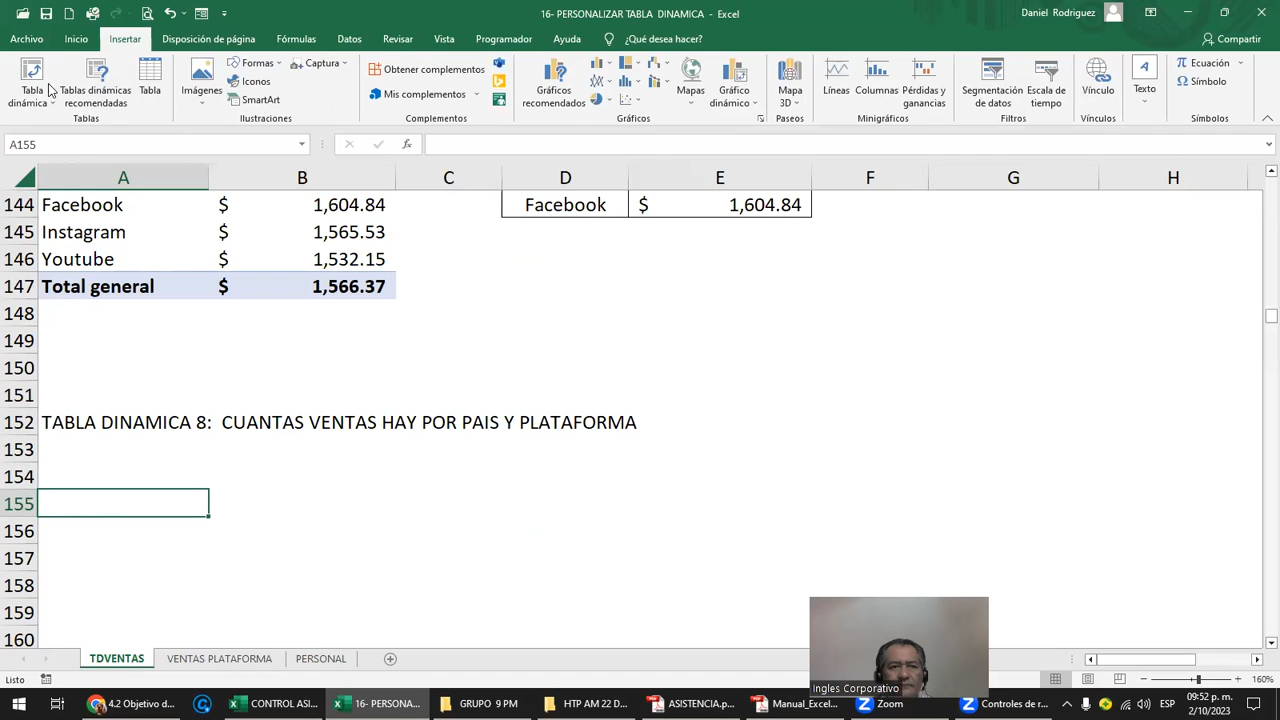 16- PERSONALIZAR TABLA  DINAMICA - Excel
Daniel Rodriguez
Archivo Inicio Insertar Disposición de página Fórmulas Datos Revisar Vista Programador Ayuda ¿Qué desea hacer? Compartir
Tabla dinámica
Tablas dinámicas recomendadas
Tabla
Tablas
Imágenes
Formas
Iconos
SmartArt
Captura
Ilustraciones
Obtener complementos
Mis complementos
Complementos
Gráficos recomendados
Mapas
Gráfico dinámico
Gráficos
Mapa 3D
Paseos
Líneas
Columnas
Pérdidas y ganancias
Minigráficos
Segmentación de datos
Escala de tiempo
Filtros
Vínculo
Vínculos
Texto
Ecuación
Símbolo
Símbolos
A155
fx
A B C D E F G H
144 Facebook $ 1,604.84 Facebook $ 1,604.84
145 Instagram $ 1,565.53
146 Youtube $ 1,532.15
147 Total general $ 1,566.37
148
149
150
151
152 TABLA DINAMICA 8:  CUANTAS VENTAS HAY POR PAIS Y PLATAFORMA
153
154
155
156
157
158
159
160
Ingles Corporativo
TDVENTAS VENTAS PLATAFORMA PERSONAL
Listo
160%
4.2 Objetivo d...
CONTROL ASI...
16- PERSONA...
GRUPO  9 PM
HTP AM 22 D...
ASISTENCIA.p...
Manual_Exce...
Zoom
Controles de r...
ESP
09:52 p. m.
2/10/2023